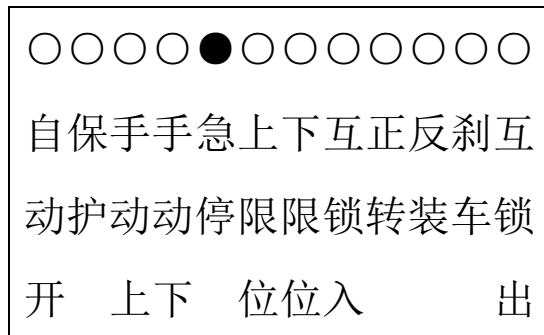 ○○○○●○○○○○○○
自保手手急上下互正反刹互
动护动动停限限锁转装车锁
开 上下 位位入 出